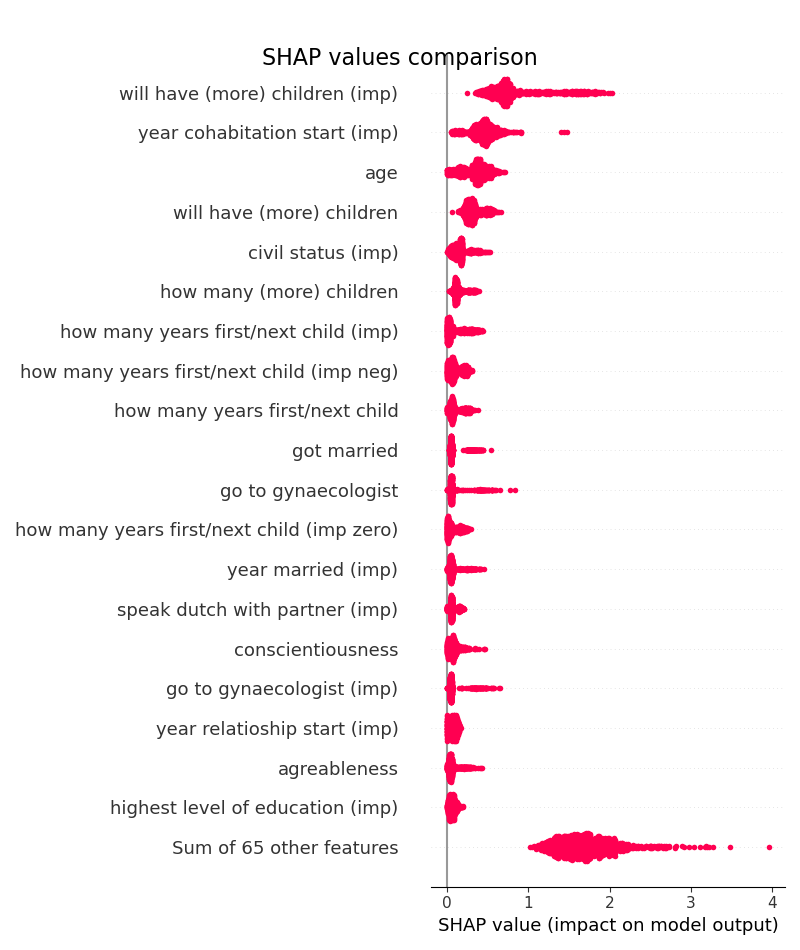 SHAP values comparison
will have (more) children (imp)
year cohabitation start (imp)
age
will have (more) children
civil status (imp)
how many (more) children
how many years first/next child (imp)
how many years first/next child (imp neg)
how many years first/next child
got married
go to gynaecologist
how many years first/next child (imp zero)
year married (imp)
speak dutch with partner (imp)
conscientiousness
go to gynaecologist (imp)
year relatioship start (imp)
agreableness
highest level of education (imp)
Sum of 65 other features
0 1 2 3 4
SHAP value (impact on model output)